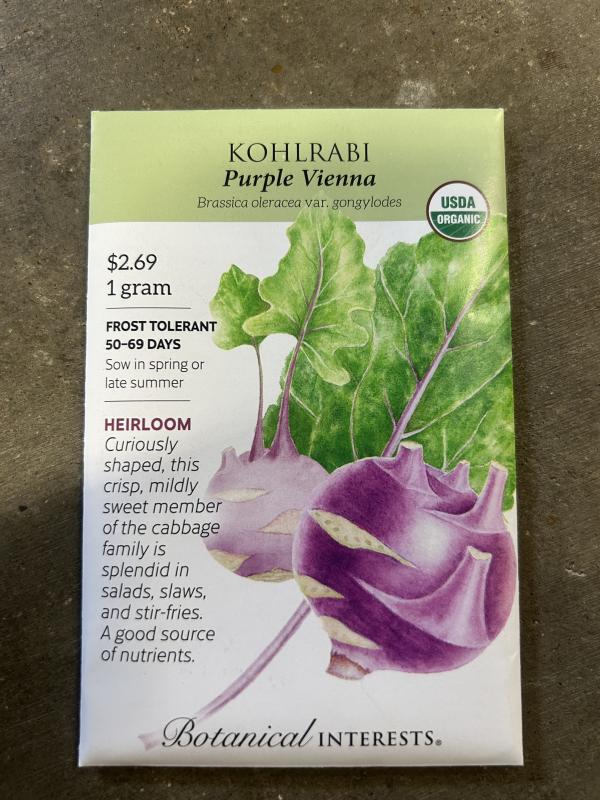 KOHLRABI
Purple Vienna
Brassica oleracea var. gongylodes
USDA
ORGANIC
$2.69
1 gram
FROST TOLERANT
50–69 DAYS
Sow in spring or
late summer
HEIRLOOM
Curiously
shaped, this
crisp, mildly
sweet member
of the cabbage
family is
splendid in
salads, slaws,
and stir-fries.
A good source
of nutrients.
Botanical INTERESTS®